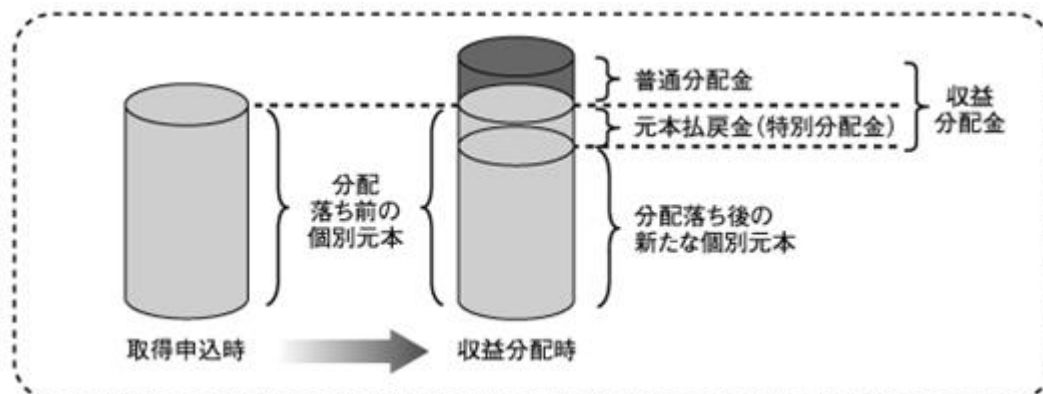 普通分配金
元本払戻金(特別分配金)
収益
分配金
分配
落ち前の
個別元本
分配落ち後の
新たな個別元本
取得申込時
収益分配時